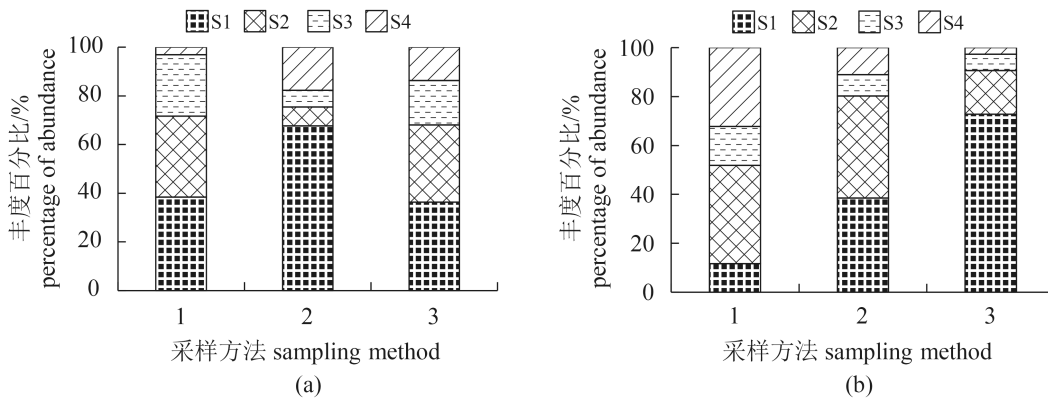 S1 S2 S3 S4
丰度百分比/%
percentage of abundance
100
80
60
40
20
0
1 2 3
采样方法 sampling method
(a)
S1 S2 S3 S4
丰度百分比/%
percentage of abundance
100
80
60
40
20
0
1 2 3
采样方法 sampling method
(b)